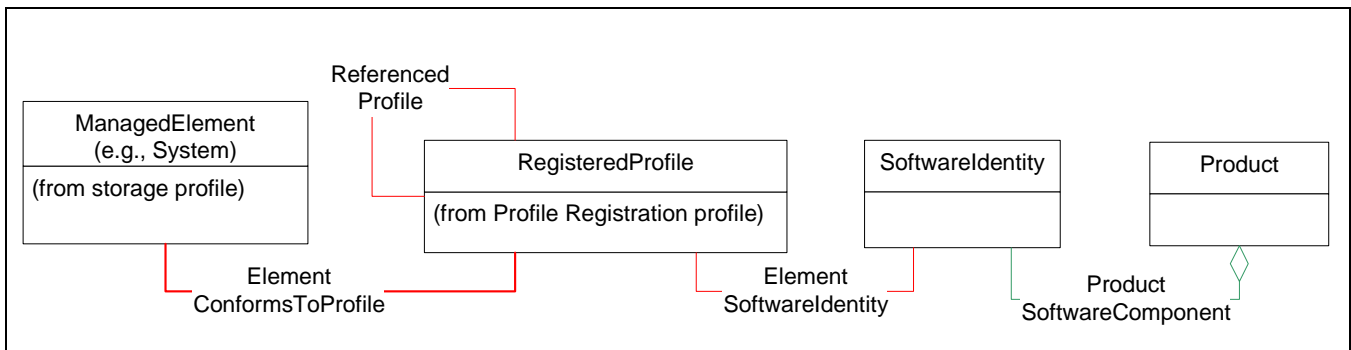 Referenced
Profile
ManagedElement
(e.g., System)
(from storage profile)
RegisteredProfile
(from Profile Registration profile)
SoftwareIdentity
Product
Element
ConformsToProfile
Element
SoftwareIdentity
Product
SoftwareComponent